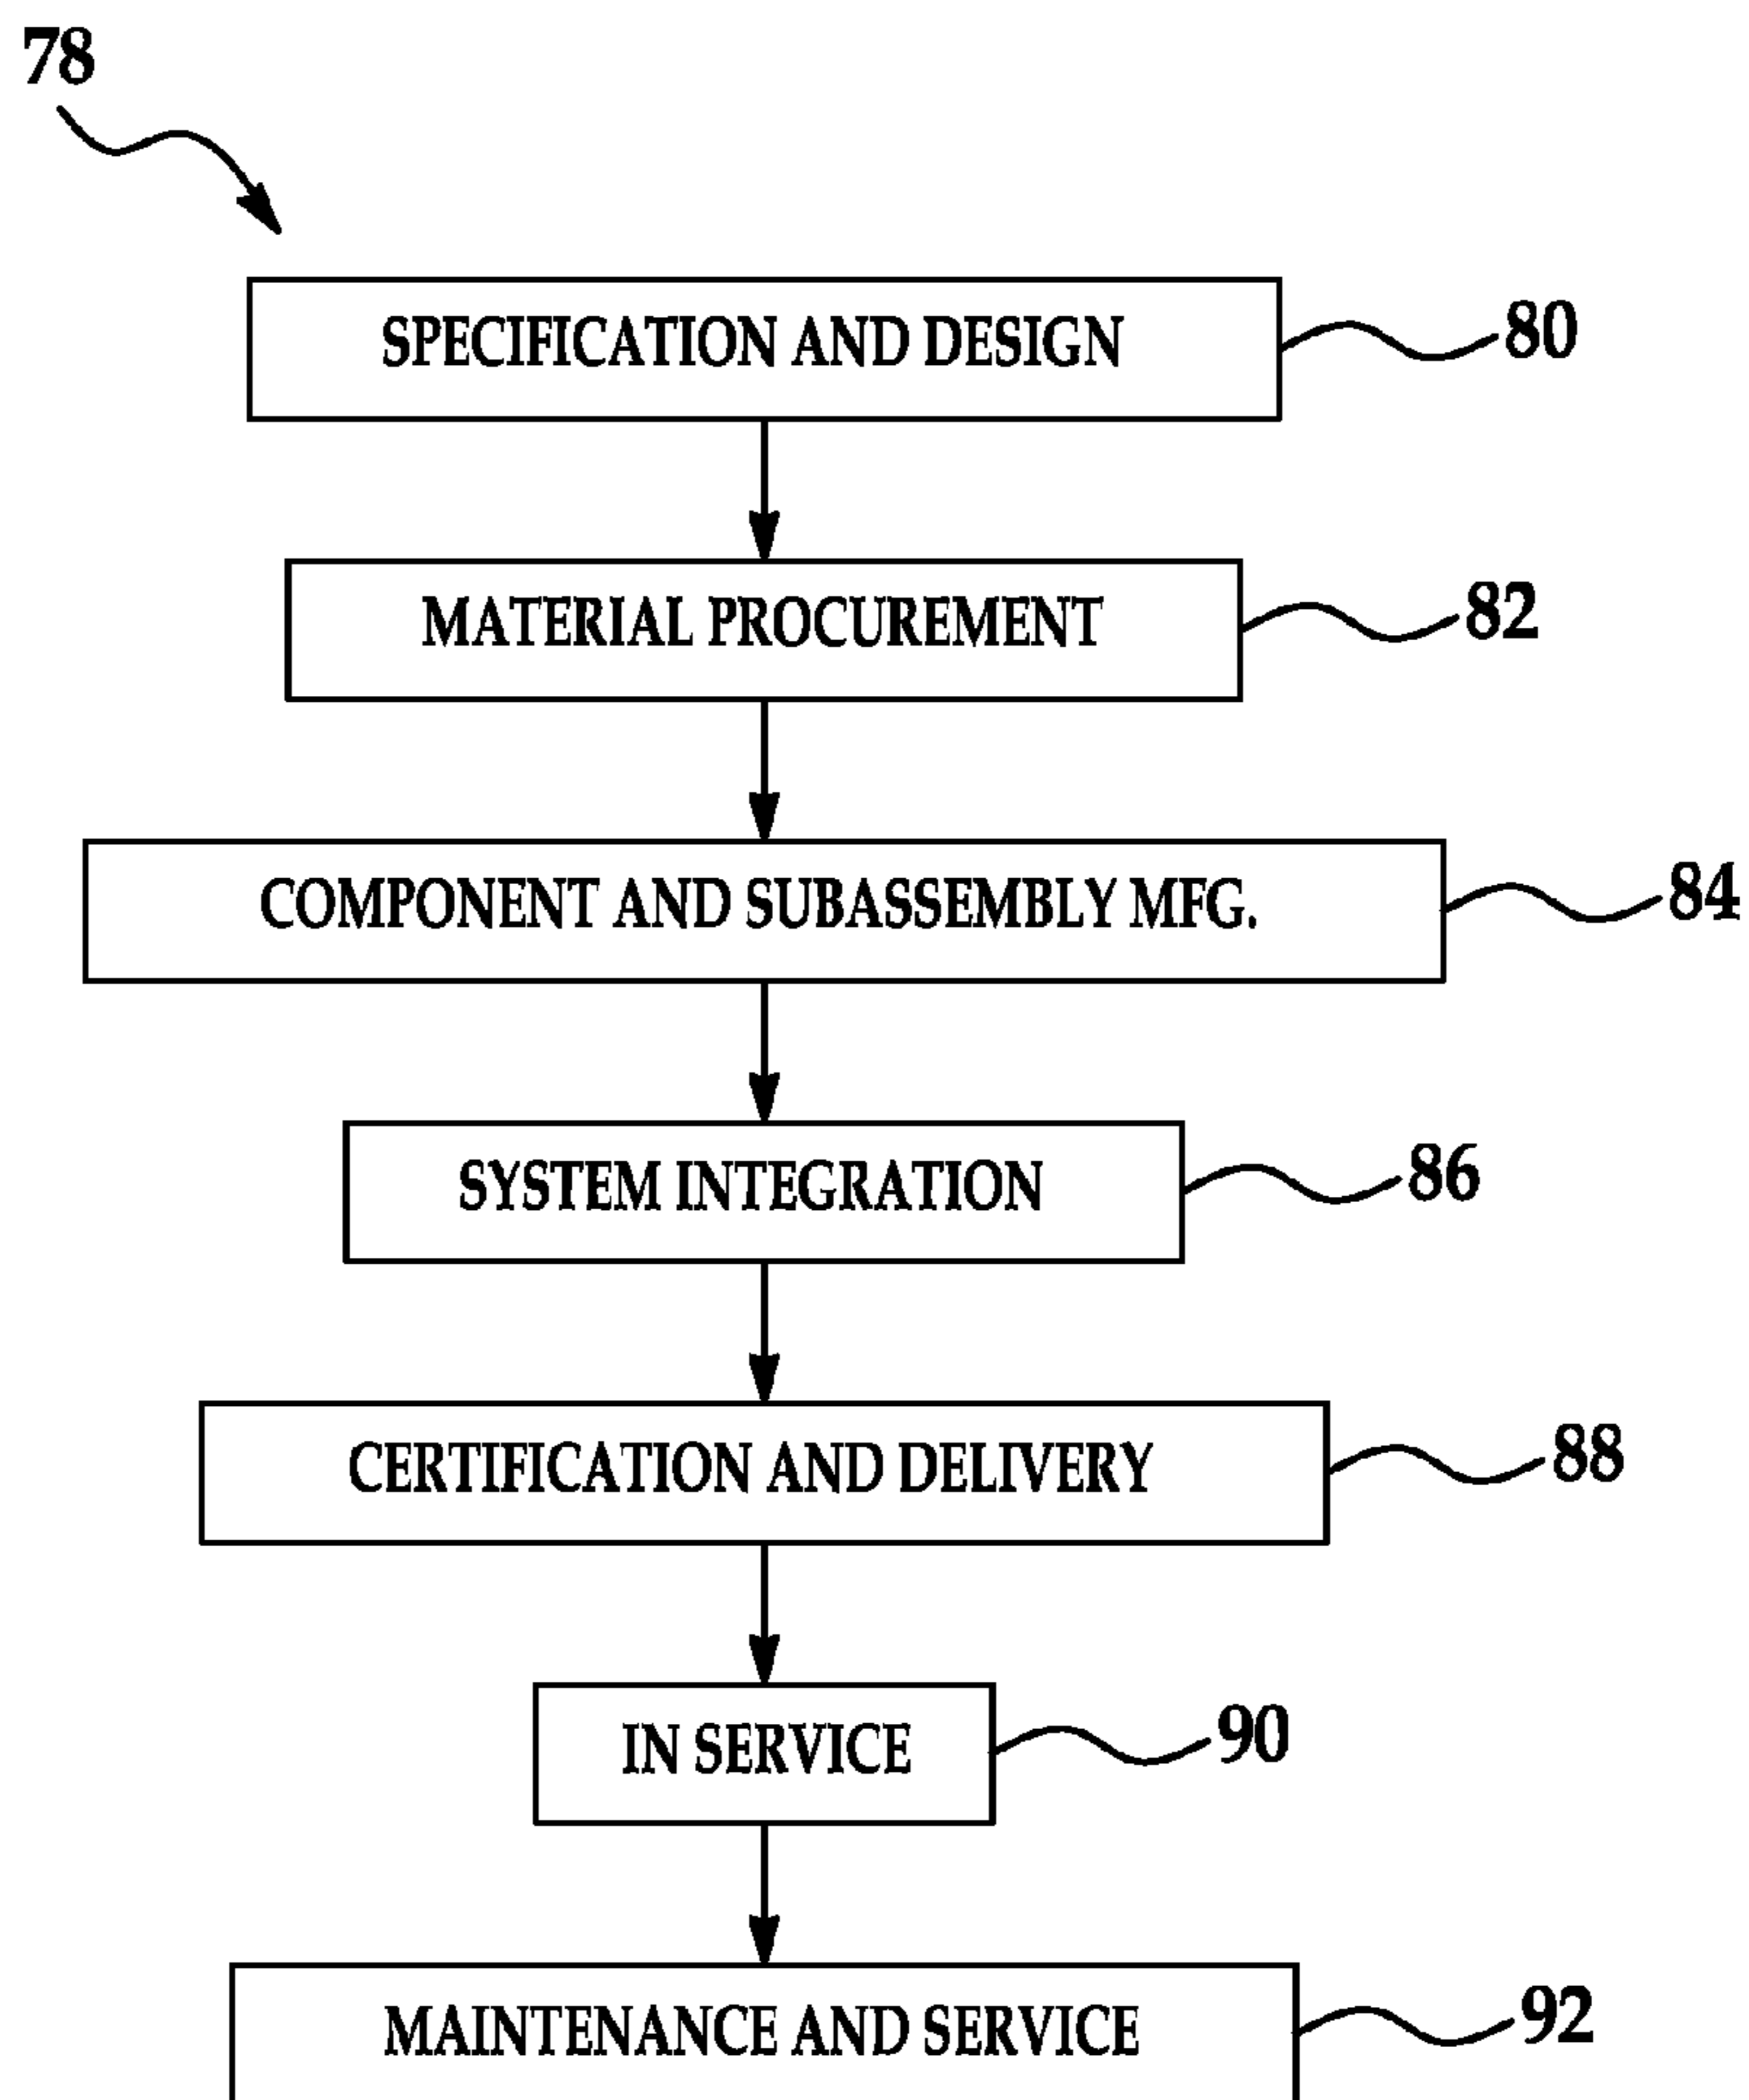 78
SPECIFICATION AND DESIGN 80
MATERIAL PROCUREMENT 82
COMPONENT AND SUBASSEMBLY MFG. 84
SYSTEM INTEGRATION 86
CERTIFICATION AND DELIVERY 88
IN SERVICE 90
MAINTENANCE AND SERVICE 92